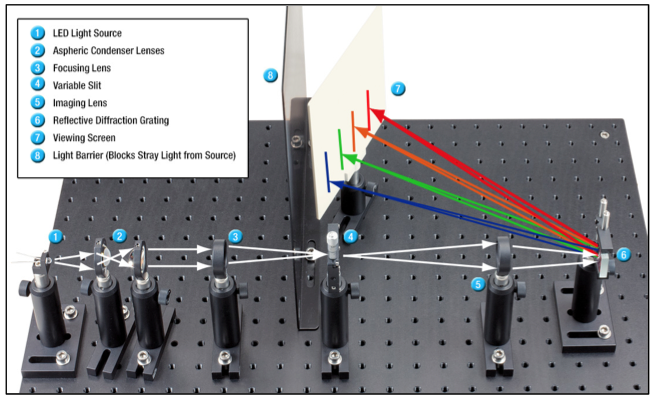 1 LED Light Source
2 Aspheric Condenser Lenses
3 Focusing Lens
4 Variable Slit
5 Imaging Lens
6 Reflective Diffraction Grating
7 Viewing Screen
8 Light Barrier (Blocks Stray Light from Source)
8
7
1
2
3
4
5
6